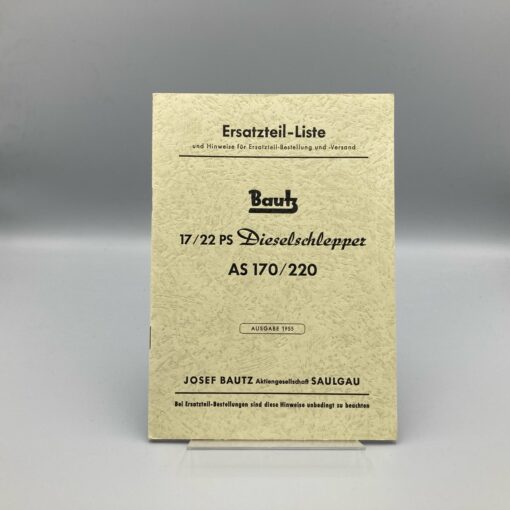 Ersatzteil-Liste
und Hinweise für Ersatzteil-Bestellung und -Versand
Bautz
17/22 PS Dieselschlepper
AS 170/220
AUSGABE 1955
JOSEF BAUTZ Aktiengesellschaft SAULGAU
Bei Ersatzteil-Bestellungen sind diese Hinweise unbedingt zu beachten